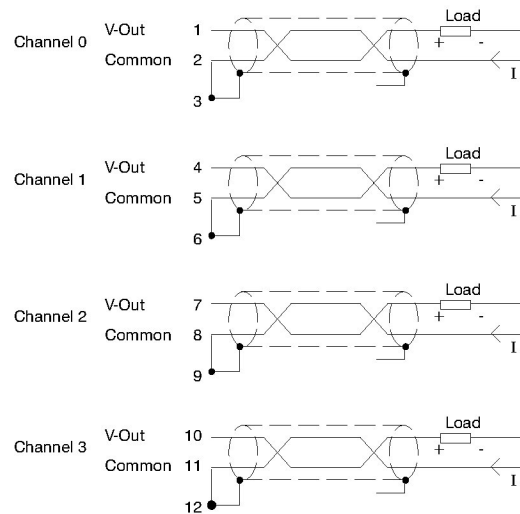 Load
V-Out 1
Channel 0 + -
Common 2
I
3
Load
V-Out 4
Channel 1 + -
Common 5
I
6
Load
V-Out 7
Channel 2 + -
Common 8
I
9
Load
V-Out 10
Channel 3 + -
Common 11
I
12